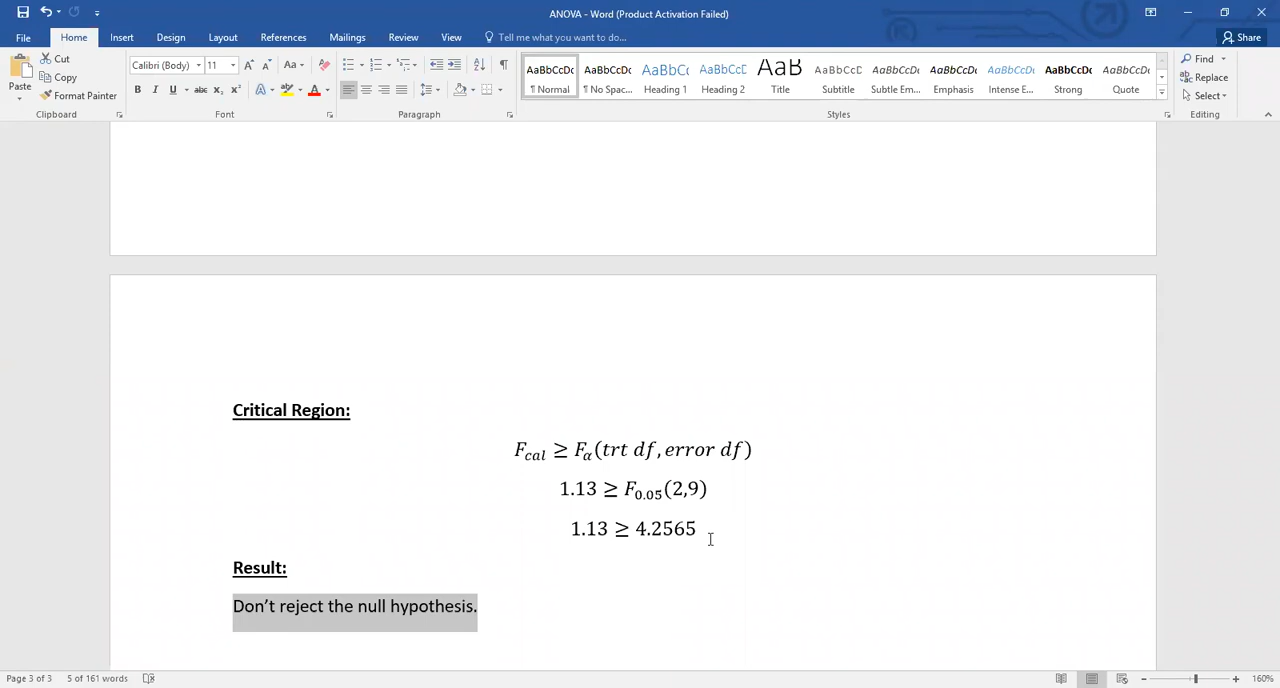 ANOVA - Word (Product Activation Failed)
Share
File Home Insert Design Layout References Mailings Review View Tell me what you want to do...
Paste
Cut
Copy
Format Painter
Clipboard
Calibri (Body) 11
Font
Paragraph
AaBbCcDc AaBbCcDc AaBbCc AaBbCcC AaB AaBbCcD AaBbCcDc AaBbCcDc AaBbCcDc AaBbCcDc AaBbCcDc
¶ Normal ¶ No Spac... Heading 1 Heading 2 Title Subtitle Subtle Em... Emphasis Intense E... Strong Quote
Styles
Find
Replace
Select
Editing
Critical Region:
F_cal ≥ F_α(trt df, error df)
1.13 ≥ F_0.05(2,9)
1.13 ≥ 4.2565
Result:
Don't reject the null hypothesis.
Page 3 of 3 5 of 161 words 160%